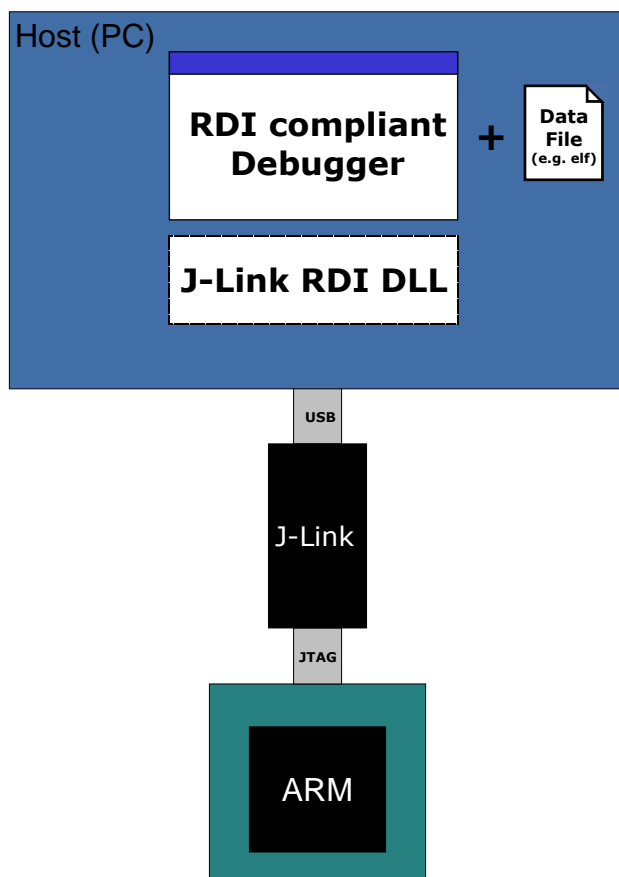 Host (PC)
RDI compliant
Debugger
+
Data
File
(e.g. elf)
J-Link RDI DLL
USB
J-Link
JTAG
ARM